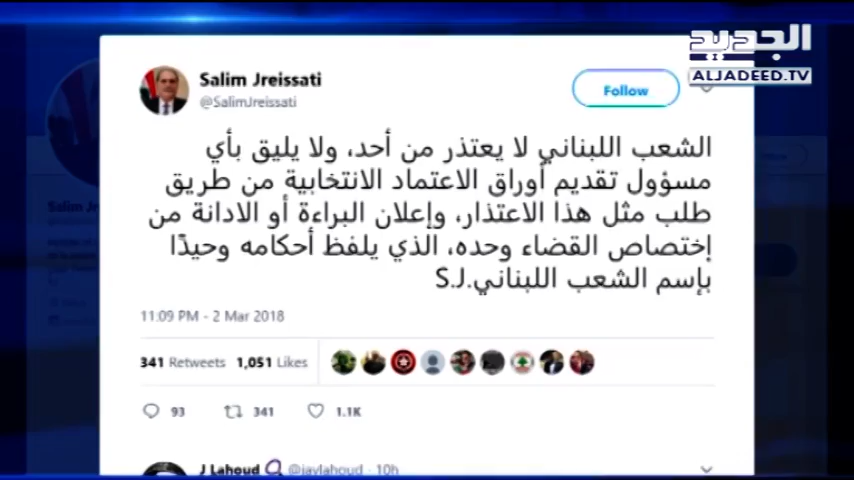 الجديد
ALJADEED.TV
Salim Jreissati
@SalimJreissati
Follow
الشعب اللبناني لا يعتذر من أحد، ولا يليق بأي
مسؤول تقديم أوراق الاعتماد الانتخابية من طريق
طلب مثل هذا الاعتذار، وإعلان البراءة أو الادانة من
إختصاص القضاء وحده، الذي يلفظ أحكامه وحيدًا
بإسم الشعب اللبناني.S.J
11:09 PM - 2 Mar 2018
341 Retweets 1,051 Likes
93 341 1.1K
J Lahoud @jaylahoud · 10h